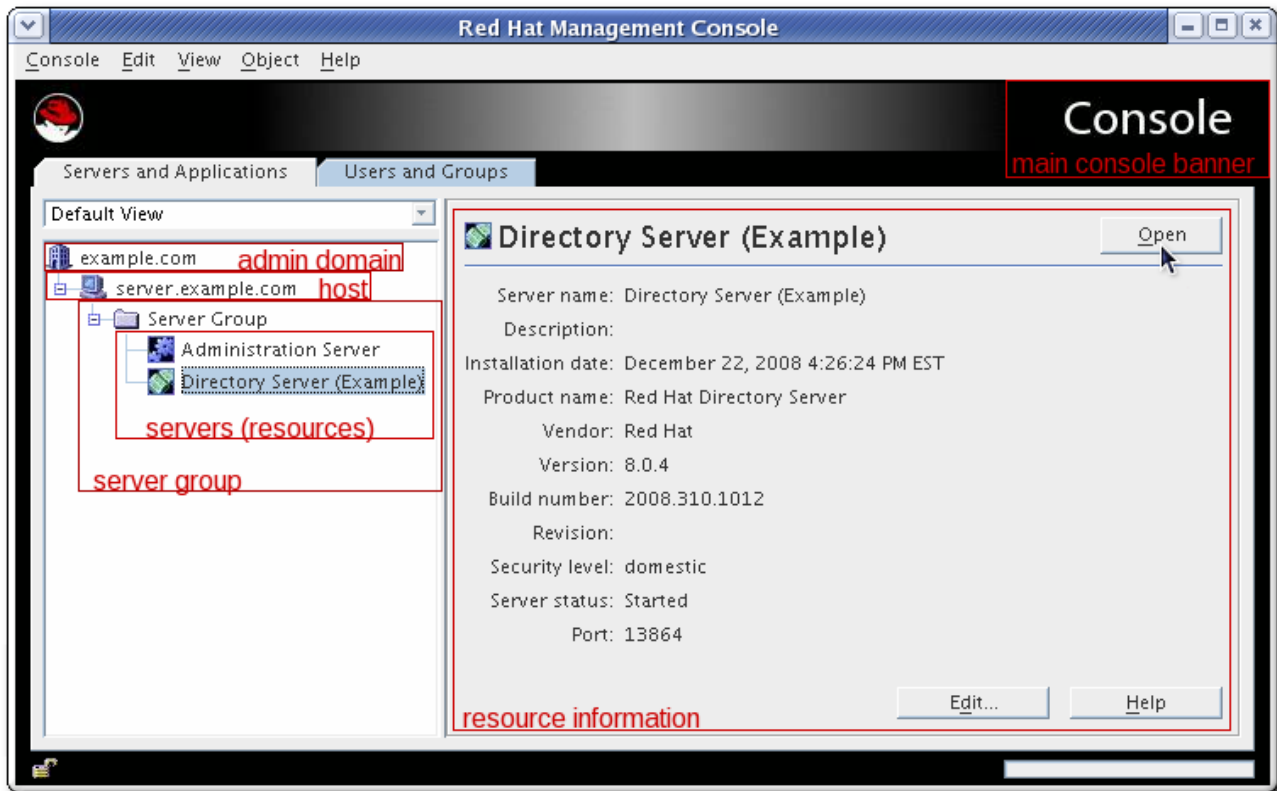 Red Hat Management Console
Console Edit View Object Help
Console
main console banner
Servers and Applications Users and Groups
Default View
example.com admin domain
server.example.com host
Server Group
Administration Server
Directory Server (Example)
servers (resources)
server group
Directory Server (Example) Open
Server name: Directory Server (Example)
Description:
Installation date: December 22, 2008 4:26:24 PM EST
Product name: Red Hat Directory Server
Vendor: Red Hat
Version: 8.0.4
Build number: 2008.310.1012
Revision:
Security level: domestic
Server status: Started
Port: 13864
Edit... Help
resource information